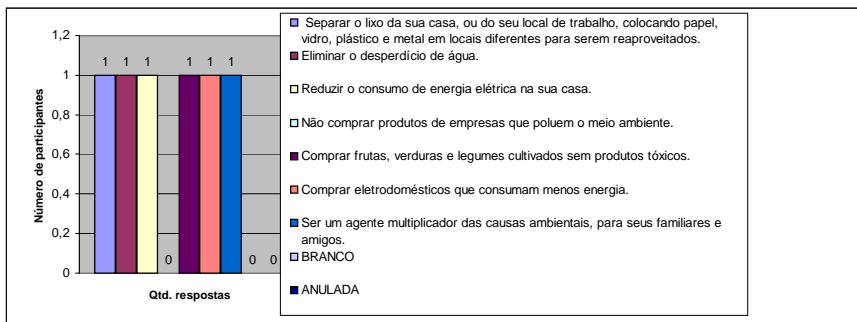 1,2
1
0,8
0,6
0,4
0,2
0
Número de participantes
1 1 1 0 1 1 1 0 0
Qtd. respostas
Separar o lixo da sua casa, ou do seu local de trabalho, colocando papel,
vidro, plástico e metal em locais diferentes para serem reaproveitados.
Eliminar o desperdício de água.
Reduzir o consumo de energia elétrica na sua casa.
Não comprar produtos de empresas que poluem o meio ambiente.
Comprar frutas, verduras e legumes cultivados sem produtos tóxicos.
Comprar eletrodomésticos que consumam menos energia.
Ser um agente multiplicador das causas ambientais, para seus familiares e
amigos.
BRANCO
ANULADA